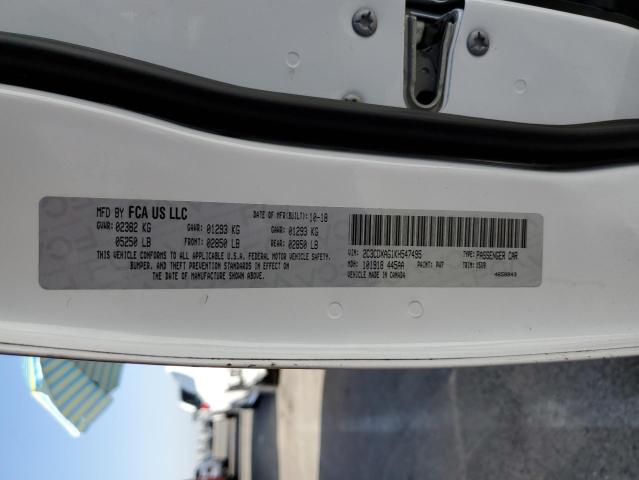 MFD BY FCA US LLC DATE OF MFR(BUILT): 10-18
GVWR: 02382 KG GAWR: 01293 KG GAWR: 01293 KG
05250 LB FRONT: 02850 LB REAR: 02850 LB
THIS VEHICLE CONFORMS TO ALL APPLICABLE U.S.A. FEDERAL MOTOR VEHICLE SAFETY,
BUMPER, AND THEFT PREVENTION STANDARDS IN EFFECT ON
THE DATE OF MANUFACTURE SHOWN ABOVE.
VIN: 2C3CDXAG1KH547495 TYPE: PASSENGER CAR
MDH: 101918 445AA PAINT: PW7 TRIM: X5X9
VEHICLE MADE IN CANADA